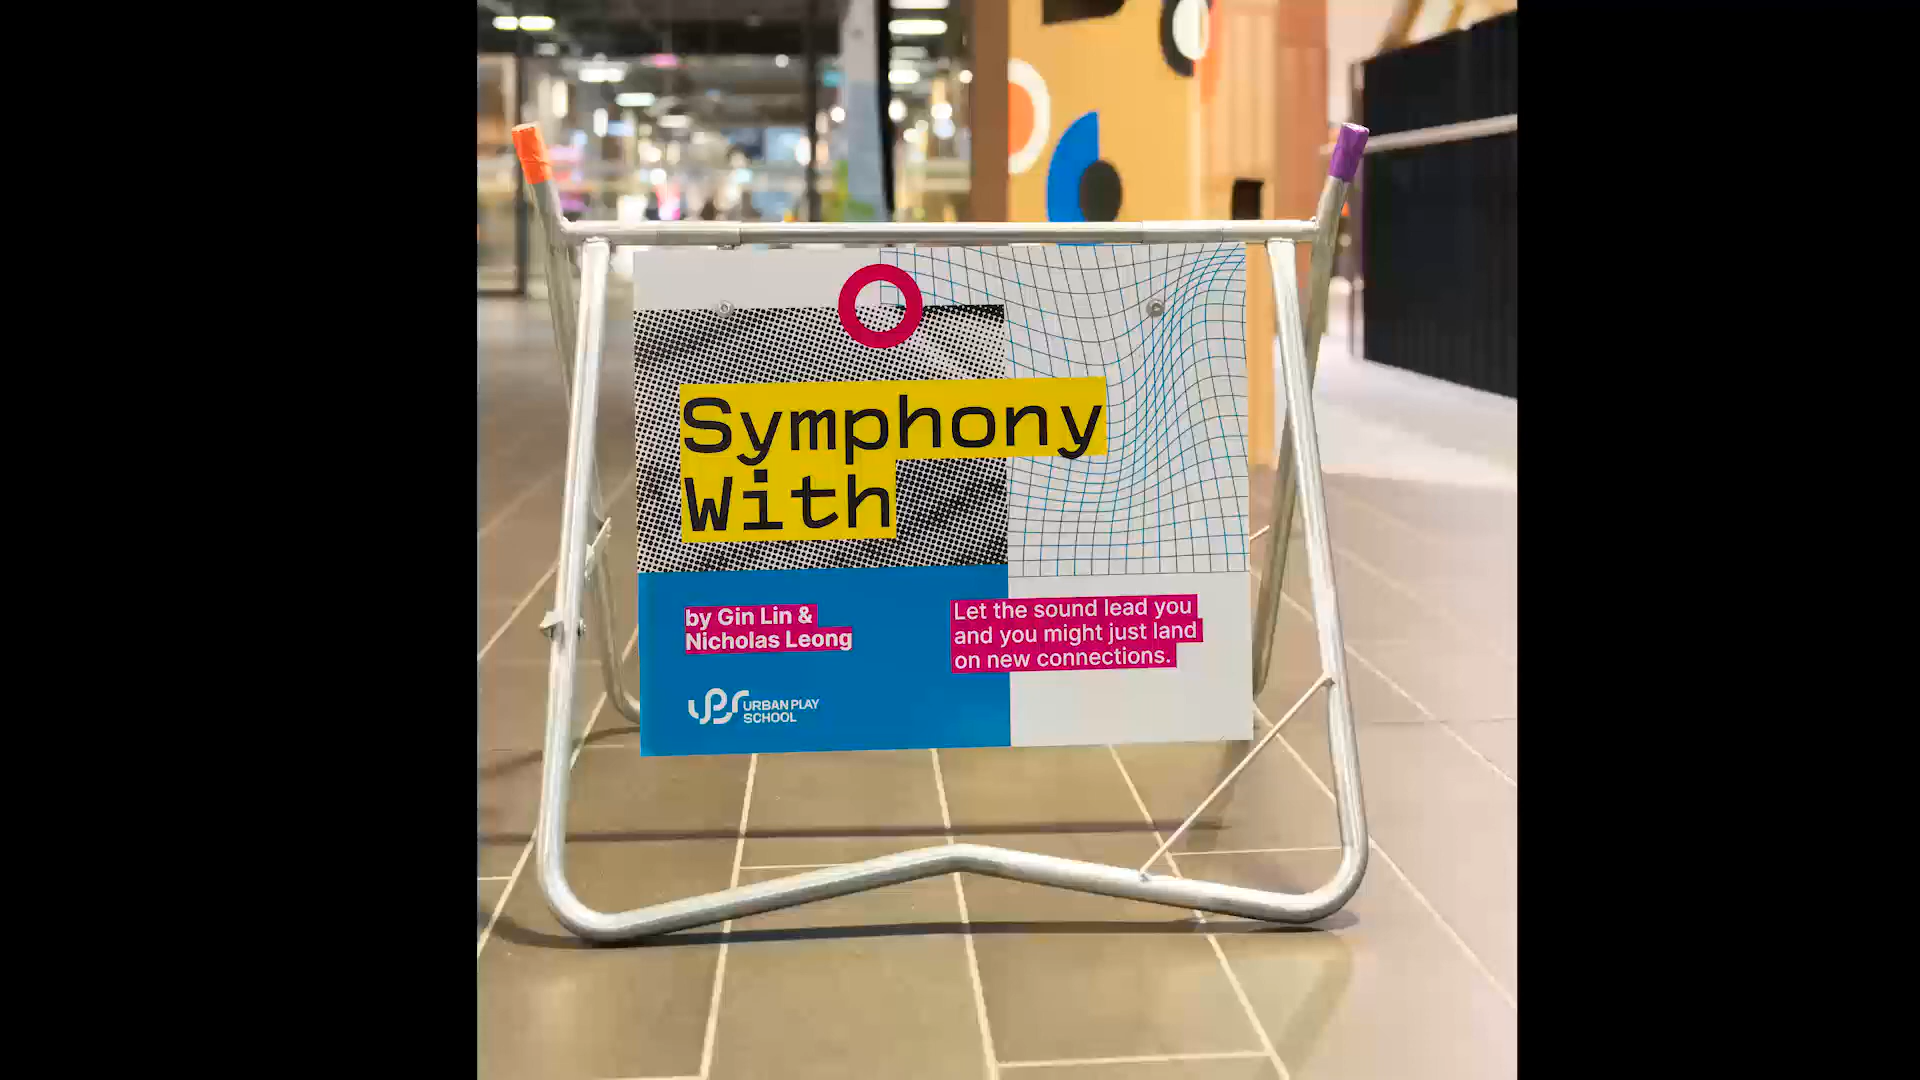 Symphony
With
by Gin Lin &
Nicholas Leong
Let the sound lead you
and you might just land
on new connections.
UPS
URBAN PLAY
SCHOOL